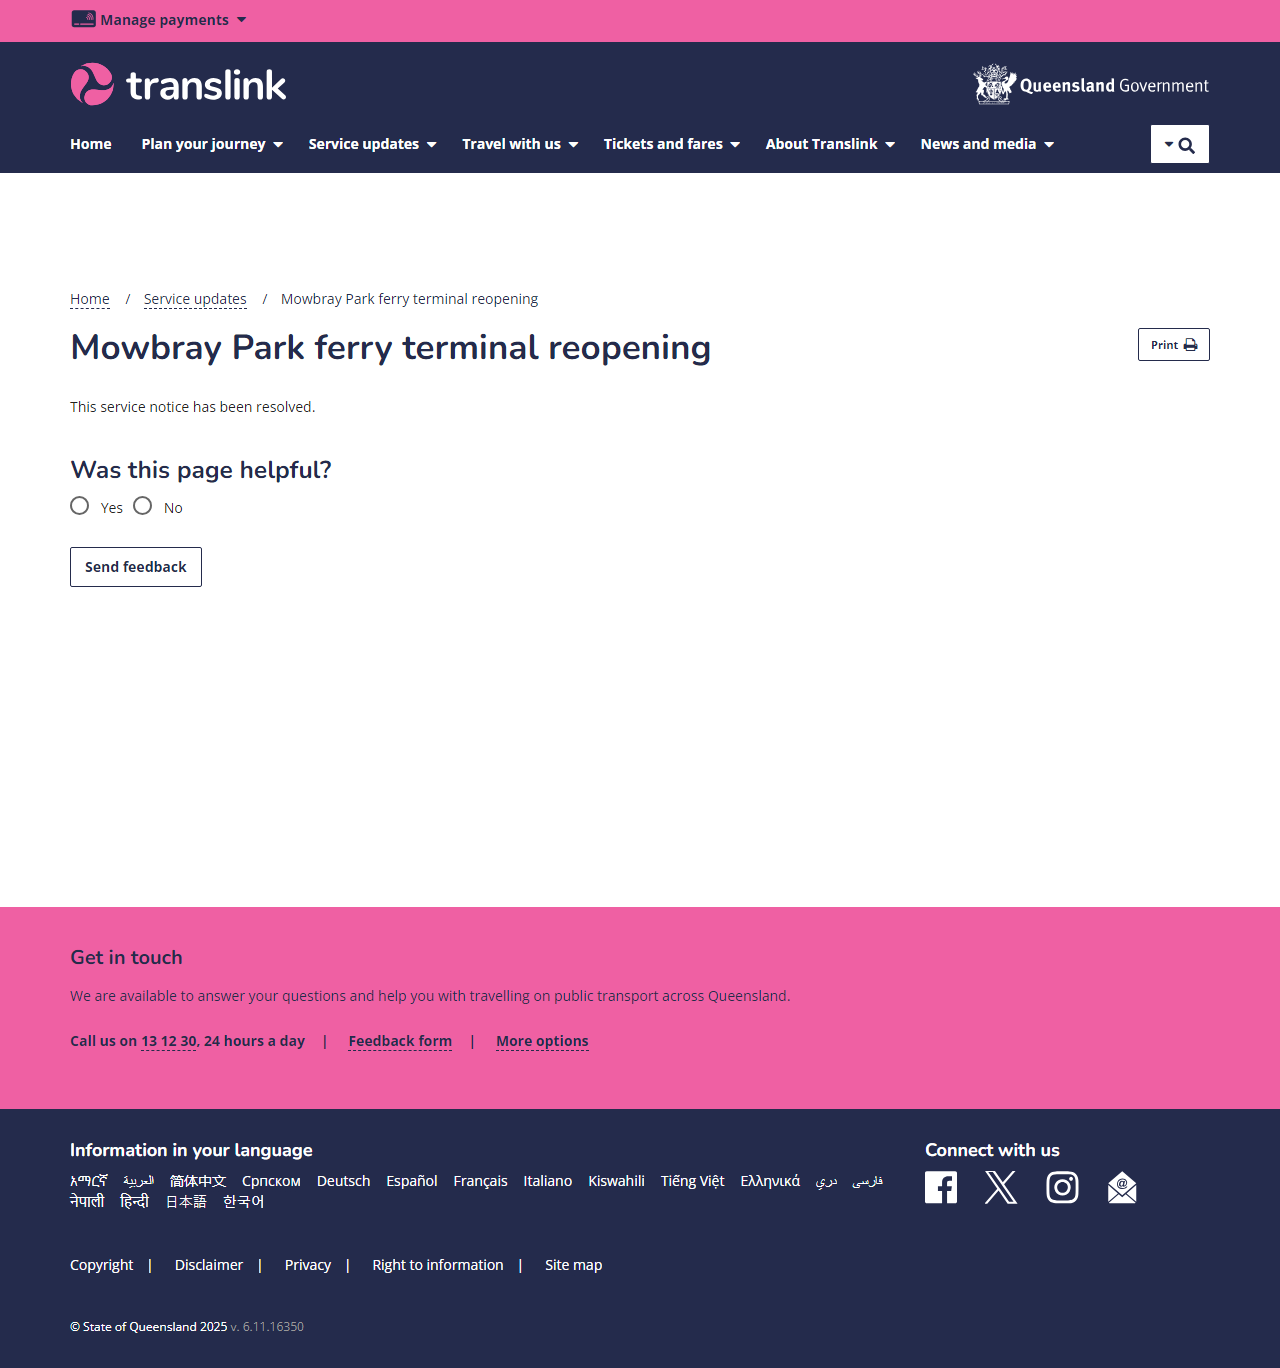 Manage payments
translink
Queensland Government
Home Plan your journey Service updates Travel with us Tickets and fares About Translink News and media
Home / Service updates / Mowbray Park ferry terminal reopening
Mowbray Park ferry terminal reopening
Print
This service notice has been resolved.
Was this page helpful?
Yes No
Send feedback
Get in touch
We are available to answer your questions and help you with travelling on public transport across Queensland.
Call us on 13 12 30, 24 hours a day | Feedback form | More options
Information in your language
አማርኛ العربية 简体中文 Српском Deutsch Español Français Italiano Kiswahili Tiếng Việt Ελληνικά دري فارسی
नेपाली हिन्दी 日本語 한국어
Connect with us
Copyright | Disclaimer | Privacy | Right to information | Site map
© State of Queensland 2025 v. 6.11.16350